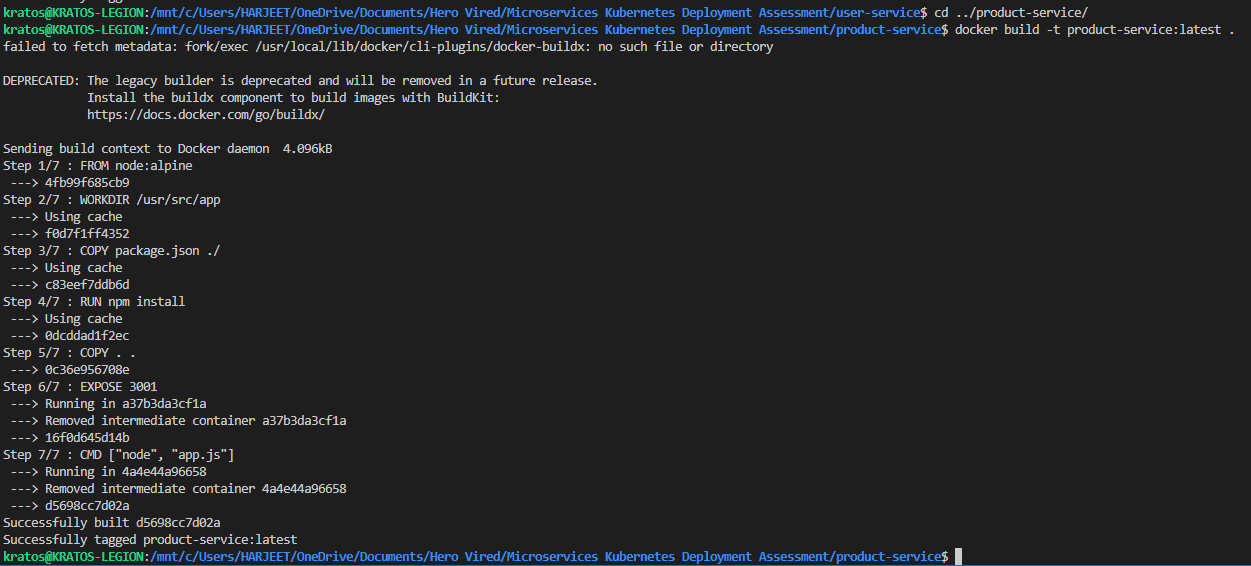 kratos@KRATOS-LEGION:/mnt/c/Users/HARJEET/OneDrive/Documents/Hero Vired/Microservices Kubernetes Deployment Assessment/user-service$ cd ../product-service/
kratos@KRATOS-LEGION:/mnt/c/Users/HARJEET/OneDrive/Documents/Hero Vired/Microservices Kubernetes Deployment Assessment/product-service$ docker build -t product-service:latest .
failed to fetch metadata: fork/exec /usr/local/lib/docker/cli-plugins/docker-buildx: no such file or directory

DEPRECATED: The legacy builder is deprecated and will be removed in a future release.
            Install the buildx component to build images with BuildKit:
            https://docs.docker.com/go/buildx/

Sending build context to Docker daemon  4.096kB
Step 1/7 : FROM node:alpine
 ---> 4fb99f685cb9
Step 2/7 : WORKDIR /usr/src/app
 ---> Using cache
 ---> f0d7f1ff4352
Step 3/7 : COPY package.json ./
 ---> Using cache
 ---> c83eef7ddb6d
Step 4/7 : RUN npm install
 ---> Using cache
 ---> 0dcddad1f2ec
Step 5/7 : COPY . .
 ---> 0c36e956708e
Step 6/7 : EXPOSE 3001
 ---> Running in a37b3da3cf1a
 ---> Removed intermediate container a37b3da3cf1a
 ---> 16f0d645d14b
Step 7/7 : CMD ["node", "app.js"]
 ---> Running in 4a4e44a96658
 ---> Removed intermediate container 4a4e44a96658
 ---> d5698cc7d02a
Successfully built d5698cc7d02a
Successfully tagged product-service:latest
kratos@KRATOS-LEGION:/mnt/c/Users/HARJEET/OneDrive/Documents/Hero Vired/Microservices Kubernetes Deployment Assessment/product-service$